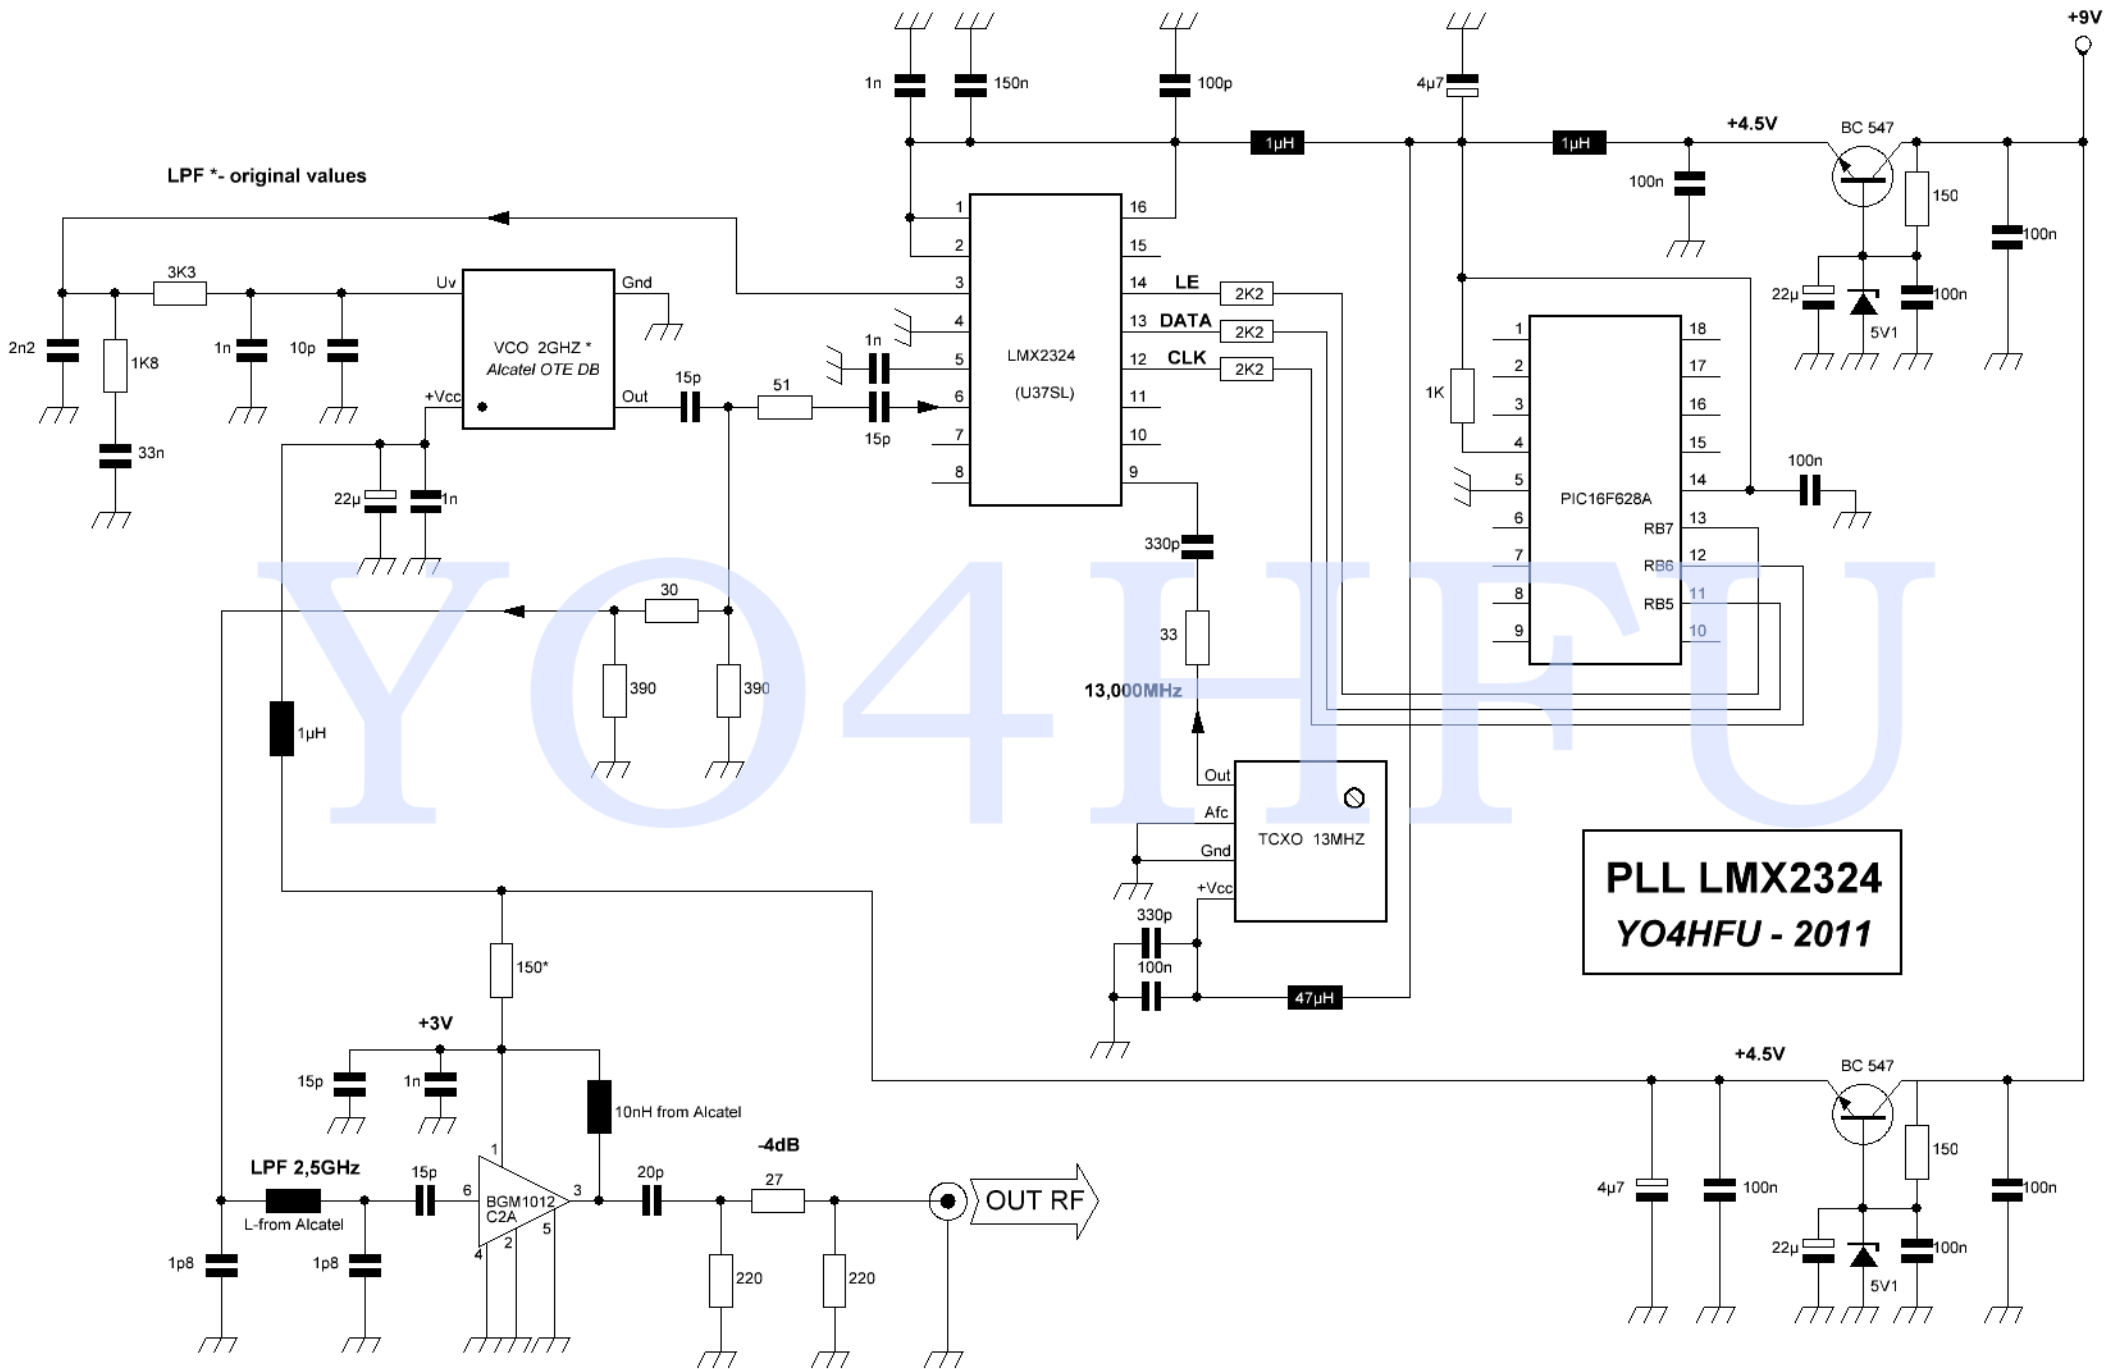 +9V
1n
150n
100p
4µ7
1µH
1µH
+4.5V
BC 547
100n
150
100n
22µ
5V1
100n
LPF *- original values
3K3
Uv
Gnd
2n2
1K8
1n
10p
VCO 2GHZ *
Alcatel OTE DB
+Vcc
Out
33n
22µ
1n
15p
51
1n
15p
1
2
3
4
5
6
7
8
LMX2324
(U37SL)
16
15
14
13
12
11
10
9
LE
DATA
CLK
2K2
2K2
2K2
1K
1
2
3
4
5
6
7
8
9
PIC16F628A
RB7
RB6
RB5
18
17
16
15
14
13
12
11
10
100n
330p
33
13,000MHz
30
390
390
1µH
YO4HFU
Out
Afc
Gnd
+Vcc
TCXO 13MHZ
330p
100n
47µH
PLL LMX2324
YO4HFU - 2011
150*
+3V
15p
1n
10nH from Alcatel
LPF 2,5GHz
L-from Alcatel
1p8
1p8
15p
6
1
BGM1012
C2A
3
4
2
5
20p
-4dB
27
220
220
OUT RF
+4.5V
BC 547
4µ7
100n
150
100n
22µ
5V1
100n